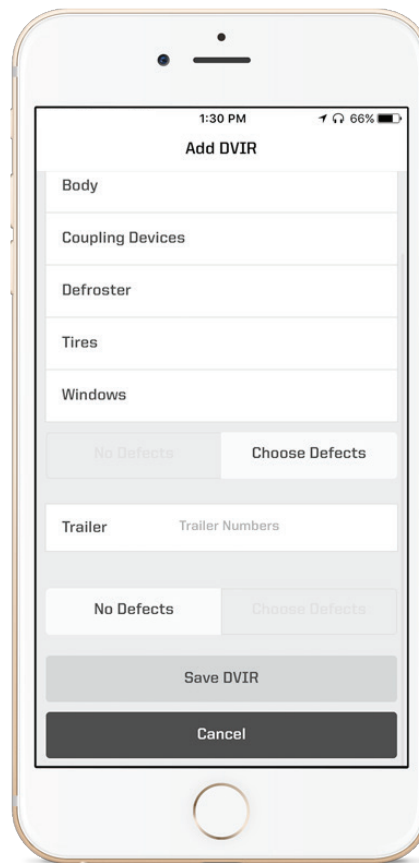 1:30 PM 66%
Add DVIR
Body
Coupling Devices
Defroster
Tires
Windows
No Defects Choose Defects
Trailer Trailer Numbers
No Defects Choose Defects
Save DVIR
Cancel